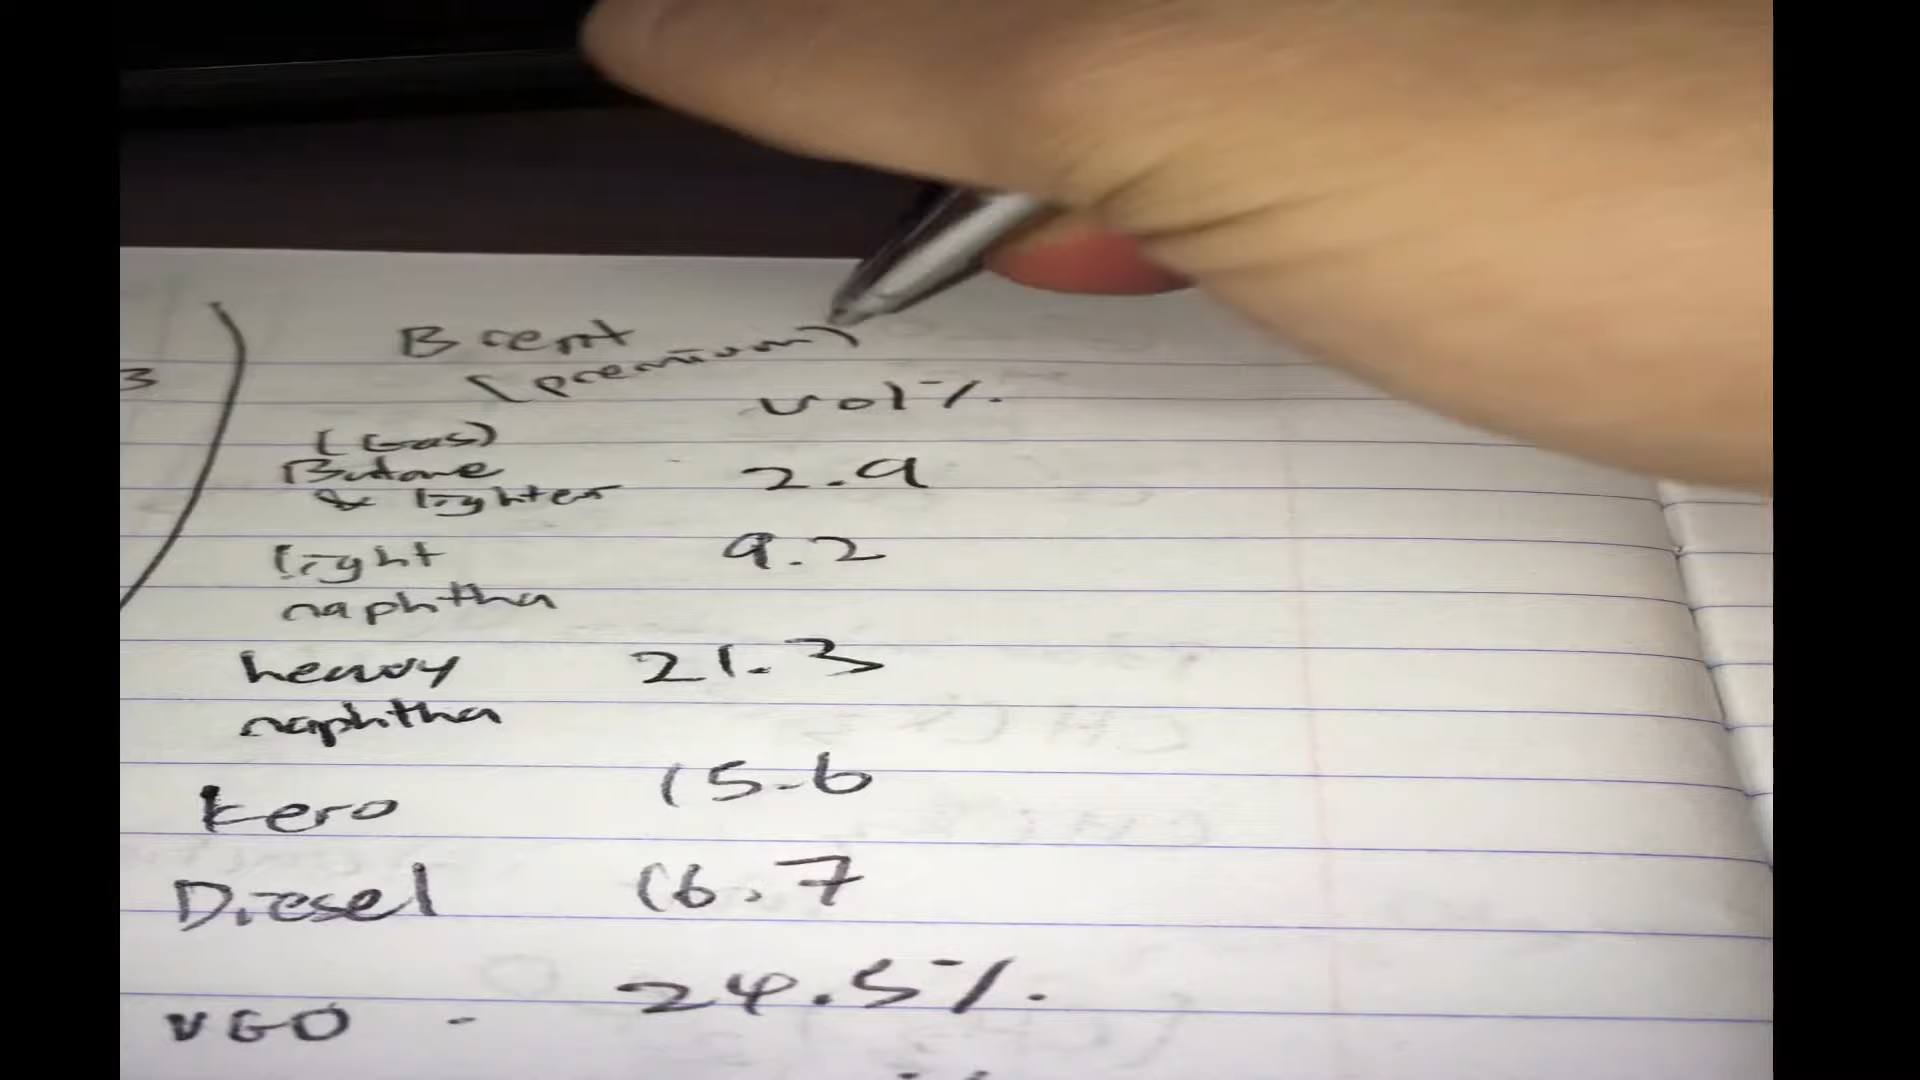 3
Brent
(premium)
vol%.
(Gas)
Butane 2.9
& lighter
light 9.2
naphtha
heavy 21.3
naphtha
Kero 15.6
Diesel 16.7
VGO - 24.5%.